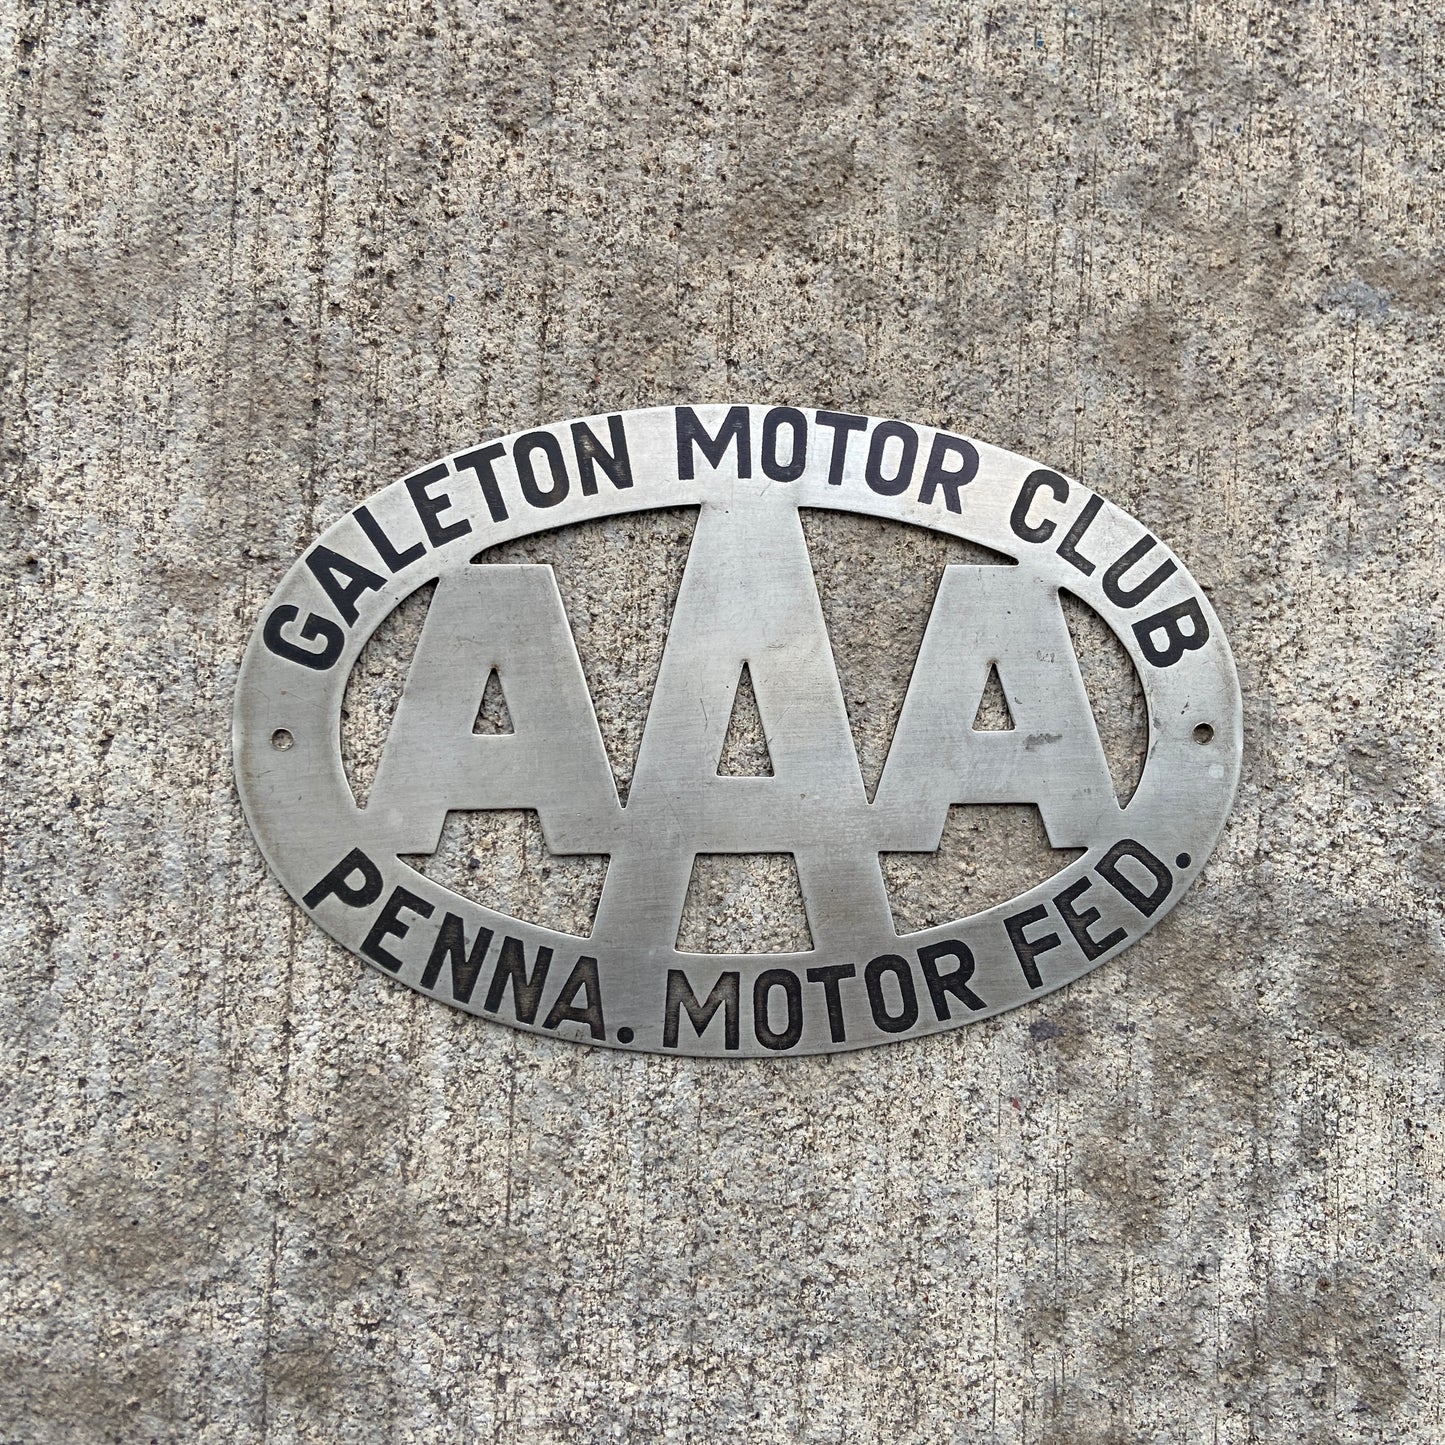 GALETON MOTOR CLUB
AAA
PENNA. MOTOR FED.